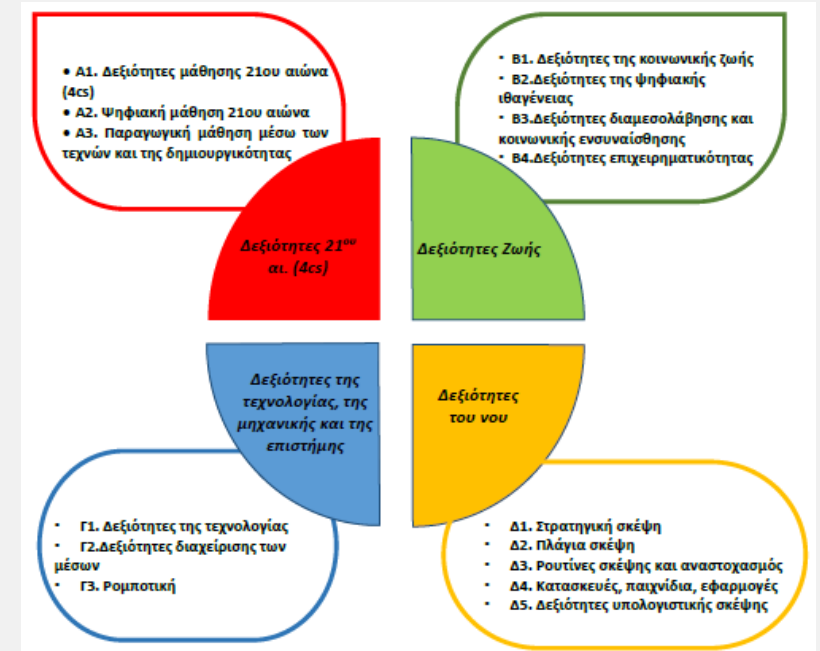 ● Α1. Δεξιότητες μάθησης 21ου αιώνα
(4cs)
● Α2. Ψηφιακή μάθηση 21ου αιώνα
● Α3. Παραγωγική μάθηση μέσω των
τεχνών και της δημιουργικότητας
· Β1. Δεξιότητες της κοινωνικής ζωής
· Β2.Δεξιότητες της ψηφιακής
ιθαγένειας
· Β3.Δεξιότητες διαμεσολάβησης και
κοινωνικής ενσυναίσθησης
· Β4.Δεξιότητες επιχειρηματικότητας
Δεξιότητες 21ου
αι. (4cs)
Δεξιότητες Ζωής
Δεξιότητες της
τεχνολογίας, της
μηχανικής και της
επιστήμης
Δεξιότητες
του νου
· Γ1. Δεξιότητες της τεχνολογίας
· Γ2.Δεξιότητες διαχείρισης των
μέσων
· Γ3. Ρομποτική
· Δ1. Στρατηγική σκέψη
· Δ2. Πλάγια σκέψη
· Δ3. Ρουτίνες σκέψης και αναστοχασμός
· Δ4. Κατασκευές, παιχνίδια, εφαρμογές
· Δ5. Δεξιότητες υπολογιστικής σκέψης